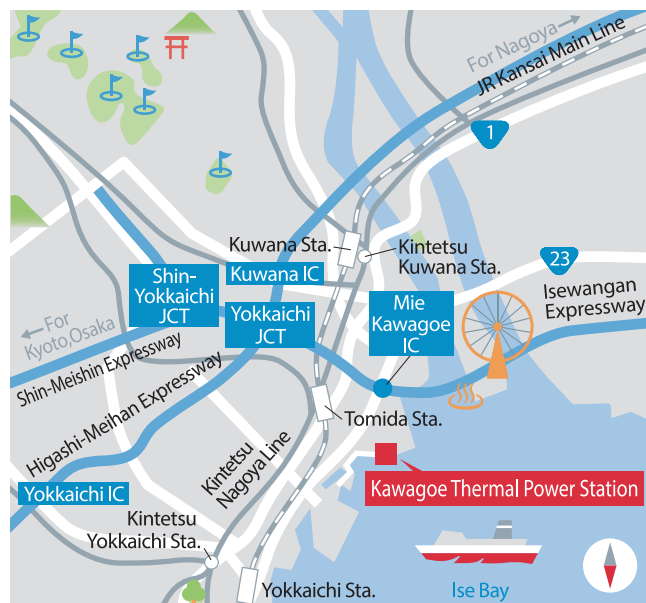 For Nagoya
JR Kansai Main Line
1
Kuwana Sta.
Kintetsu
Kuwana Sta.
23
Kuwana IC
Shin-
Yokkaichi
JCT
Yokkaichi
JCT
Mie
Kawagoe
IC
Isewangan
Expressway
For
Kyoto,Osaka
Shin-Meishin Expressway
Higashi-Meihan Expressway
Tomida Sta.
Kintetsu
Nagoya Line
Kawagoe Thermal Power Station
Yokkaichi IC
Kintetsu
Yokkaichi Sta.
Yokkaichi Sta.
Ise Bay